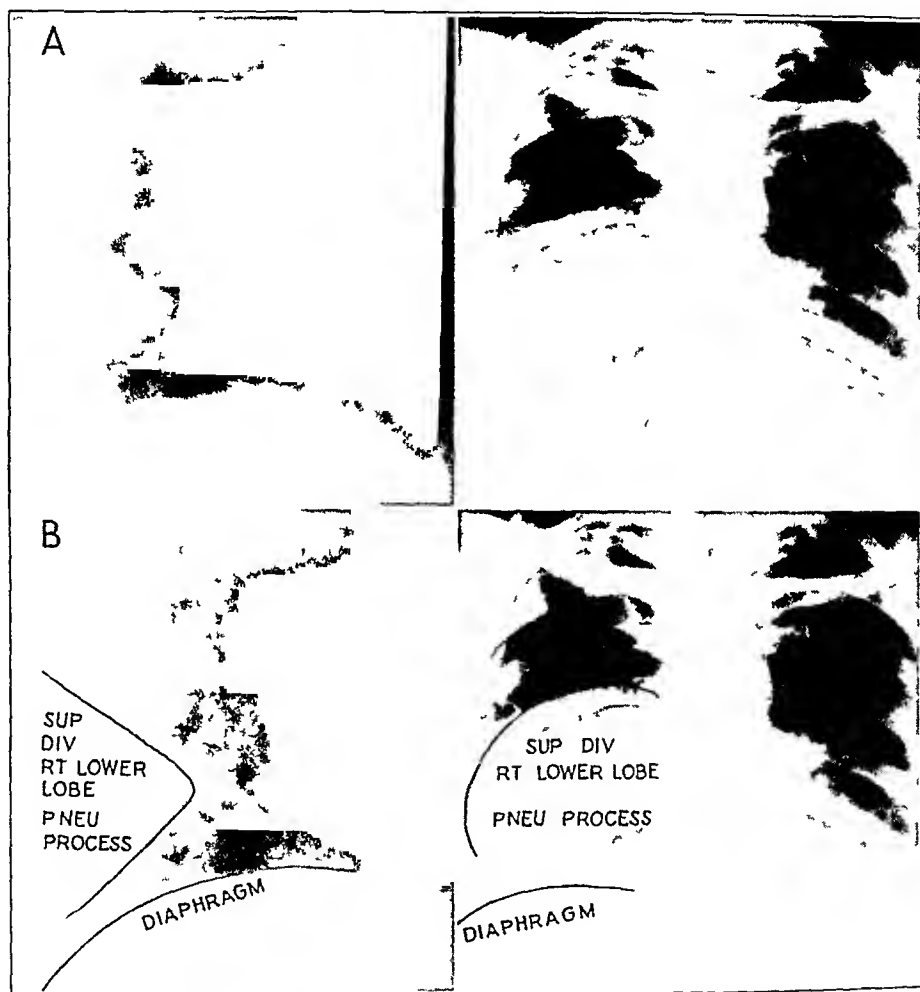 A
B
SUP
DIV
RT LOWER
LOBE
PNEU
PROCESS
DIAPHRAGM
SUP DIV
RT LOWER LOBE
PNEU PROCESS
DIAPHRAGM